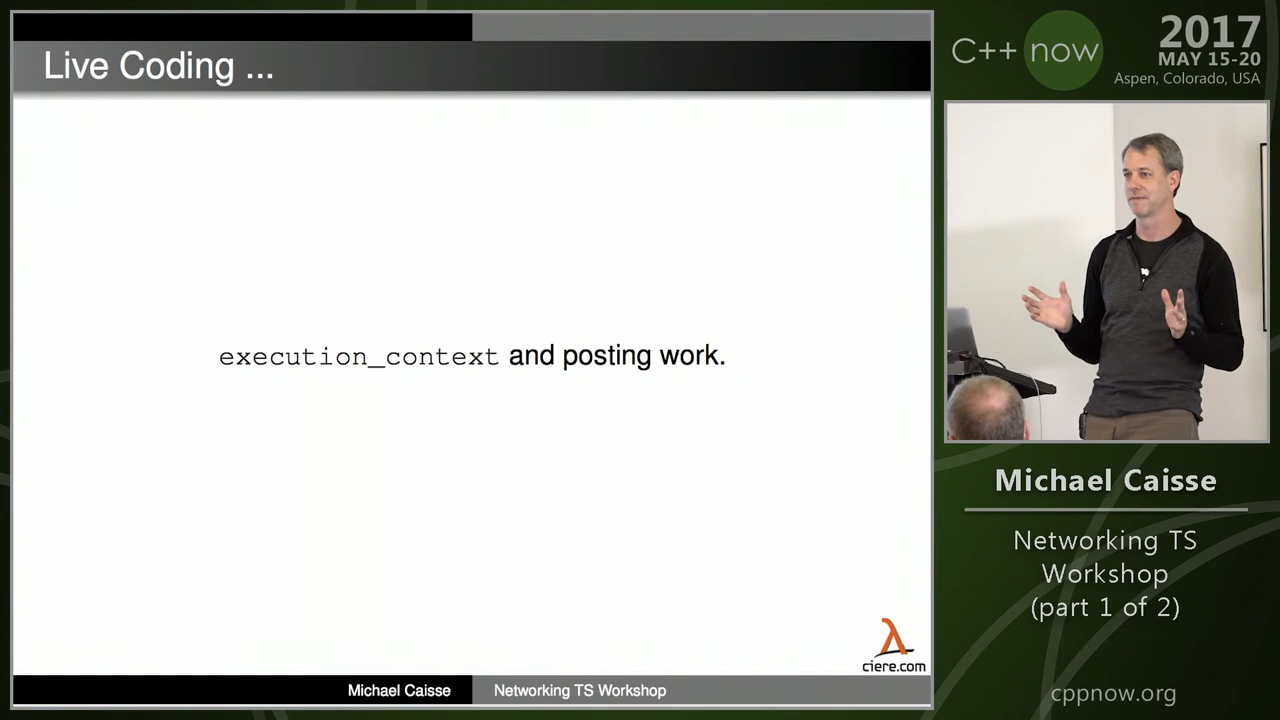 Live Coding ...
execution_context and posting work.
ciere.com
Michael Caisse
Networking TS Workshop
C++ now
2017
MAY 15-20
Aspen, Colorado, USA
Michael Caisse
Networking TS
Workshop
(part 1 of 2)
cppnow.org